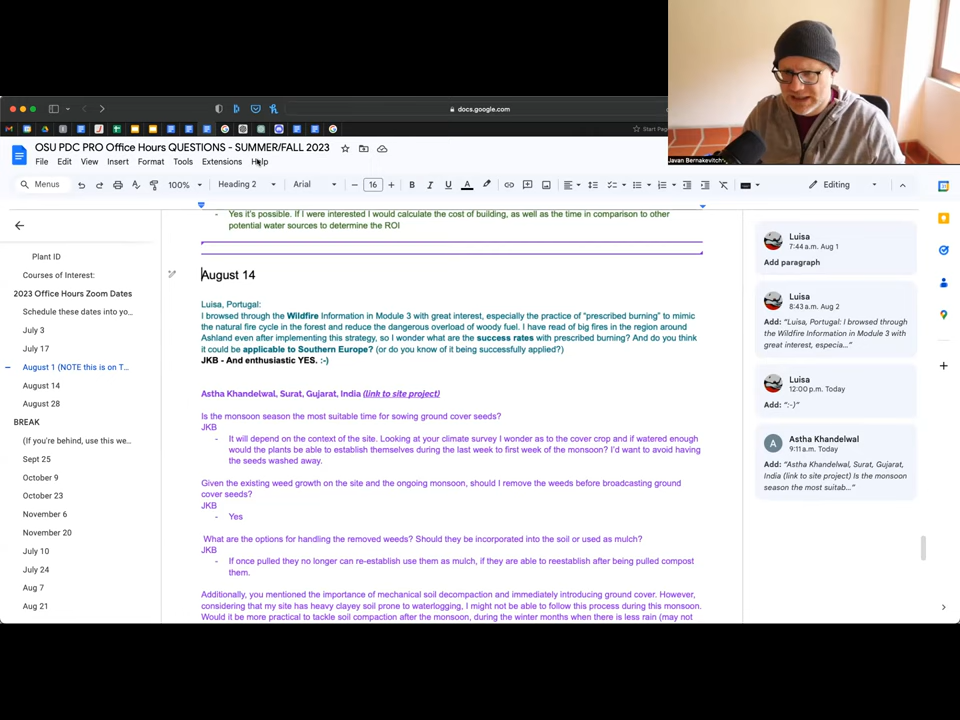 Javan Bernakevitch
docs.google.com
Start Pag
OSU PDC PRO Office Hours QUESTIONS - SUMMER/FALL 2023
File Edit View Insert Format Tools Extensions Help
Menus 100% Heading 2 Arial 16 B I U A Editing
Plant ID
Courses of Interest:
2023 Office Hours Zoom Dates
Schedule these dates into yo...
July 3
July 17
August 1 (NOTE this is on T...
August 14
August 28
BREAK
(If you're behind, use this we...
Sept 25
October 9
October 23
November 6
November 20
July 10
July 24
Aug 7
Aug 21
- Yes it's possible. If I were interested I would calculate the cost of building, as well as the time in comparison to other
potential water sources to determine the ROI
August 14
Luisa, Portugal:
I browsed through the Wildfire Information in Module 3 with great interest, especially the practice of "prescribed burning" to mimic
the natural fire cycle in the forest and reduce the dangerous overload of woody fuel. I have read of big fires in the region around
Ashland even after implementing this strategy, so I wonder what are the success rates with prescribed burning? And do you think
it could be applicable to Southern Europe? (or do you know of it being successfully applied?)
JKB - And enthusiastic YES. :-)
Astha Khandelwal, Surat, Gujarat, India (link to site project)
Is the monsoon season the most suitable time for sowing ground cover seeds?
JKB
- It will depend on the context of the site. Looking at your climate survey I wonder as to the cover crop and if watered enough
would the plants be able to establish themselves during the last week to first week of the monsoon? I'd want to avoid having
the seeds washed away.
Given the existing weed growth on the site and the ongoing monsoon, should I remove the weeds before broadcasting ground
cover seeds?
JKB
- Yes
What are the options for handling the removed weeds? Should they be incorporated into the soil or used as mulch?
JKB
- If once pulled they no longer can re-establish use them as mulch, if they are able to reestablish after being pulled compost
them.
Additionally, you mentioned the importance of mechanical soil decompaction and immediately introducing ground cover. However,
considering that my site has heavy clayey soil prone to waterlogging, I might not be able to follow this process during this monsoon.
Would it be more practical to tackle soil compaction after the monsoon, during the winter months when there is less rain (may not
Luisa
7:44 a.m. Aug 1
Add paragraph
Luisa
8:43 a.m. Aug 2
Add: "Luisa, Portugal: I browsed
through the Wildfire Information in
Module 3 with great interest, especia..."
Luisa
12:00 p.m. Today
Add: ":-)"
A
Astha Khandelwal
9:11 a.m. Today
Add: "Astha Khandelwal, Surat, Gujarat,
India (link to site project) Is the
monsoon season the most suitab..."